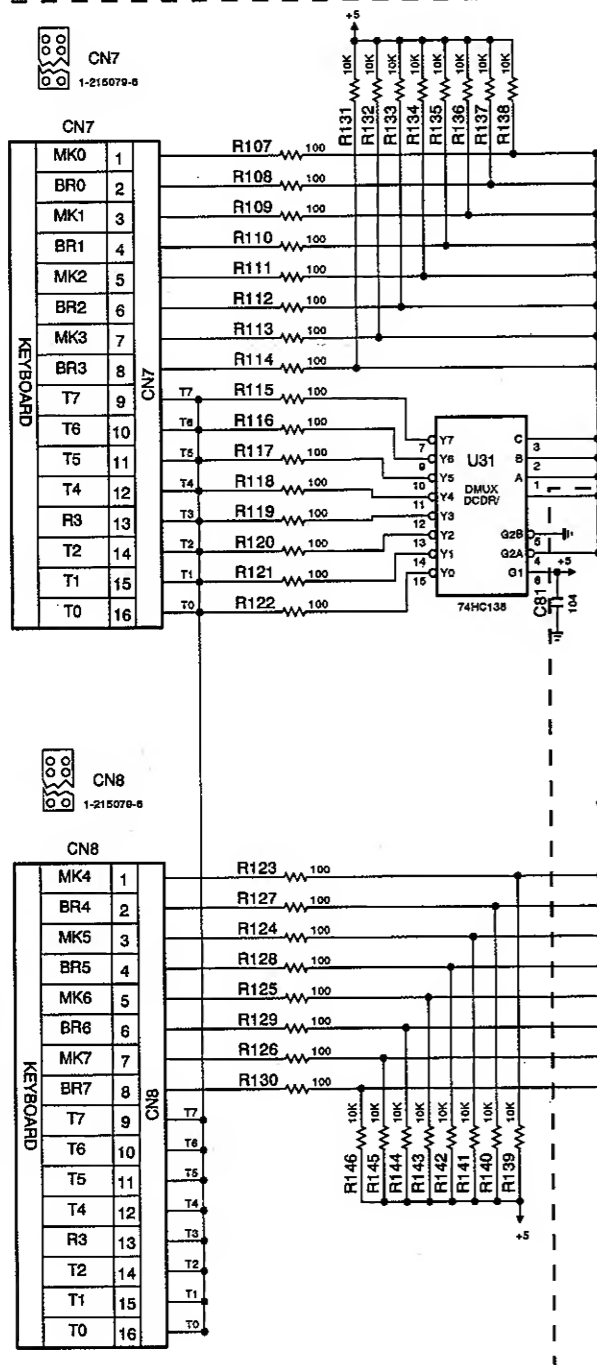 CN7
1-215079-6
+5
10K 10K 10K 10K 10K 10K 10K 10K
R131 R132 R133 R134 R135 R136 R137 R138
CN7
KEYBOARD
CN7
MK0 1 R107 100
BR0 2 R108 100
MK1 3 R109 100
BR1 4 R110 100
MK2 5 R111 100
BR2 6 R112 100
MK3 7 R113 100
BR3 8 R114 100
T7 9 T7 R115 100
T6 10 T6 R116 100
T5 11 T5 R117 100
T4 12 T4 R118 100
R3 13 T3 R119 100
T2 14 T2 R120 100
T1 15 T1 R121 100
T0 16 T0 R122 100
U31
DMUX
DCDR/
74HC138
Y7 7 C 3
Y6 9 B 2
Y5 10 A 1
Y4 11
Y3 12
Y2 13 G2B 5
Y1 14 G2A 4
Y0 15 G1 6
+5
C81 104
CN8
1-215079-6
CN8
KEYBOARD
CN8
MK4 1 R123 100
BR4 2 R127 100
MK5 3 R124 100
BR5 4 R128 100
MK6 5 R125 100
BR6 6 R129 100
MK7 7 R126 100
BR7 8 R130 100
T7 9 T7
T6 10 T6
T5 11 T5
T4 12 T4
R3 13 T3
T2 14 T2
T1 15 T1
T0 16 T0
10K 10K 10K 10K 10K 10K 10K 10K
R146 R145 R144 R143 R142 R141 R140 R139
+5